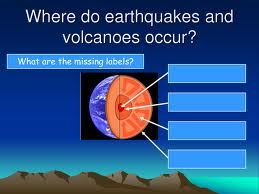 Where do earthquakes and
volcanoes occur?
What are the missing labels?